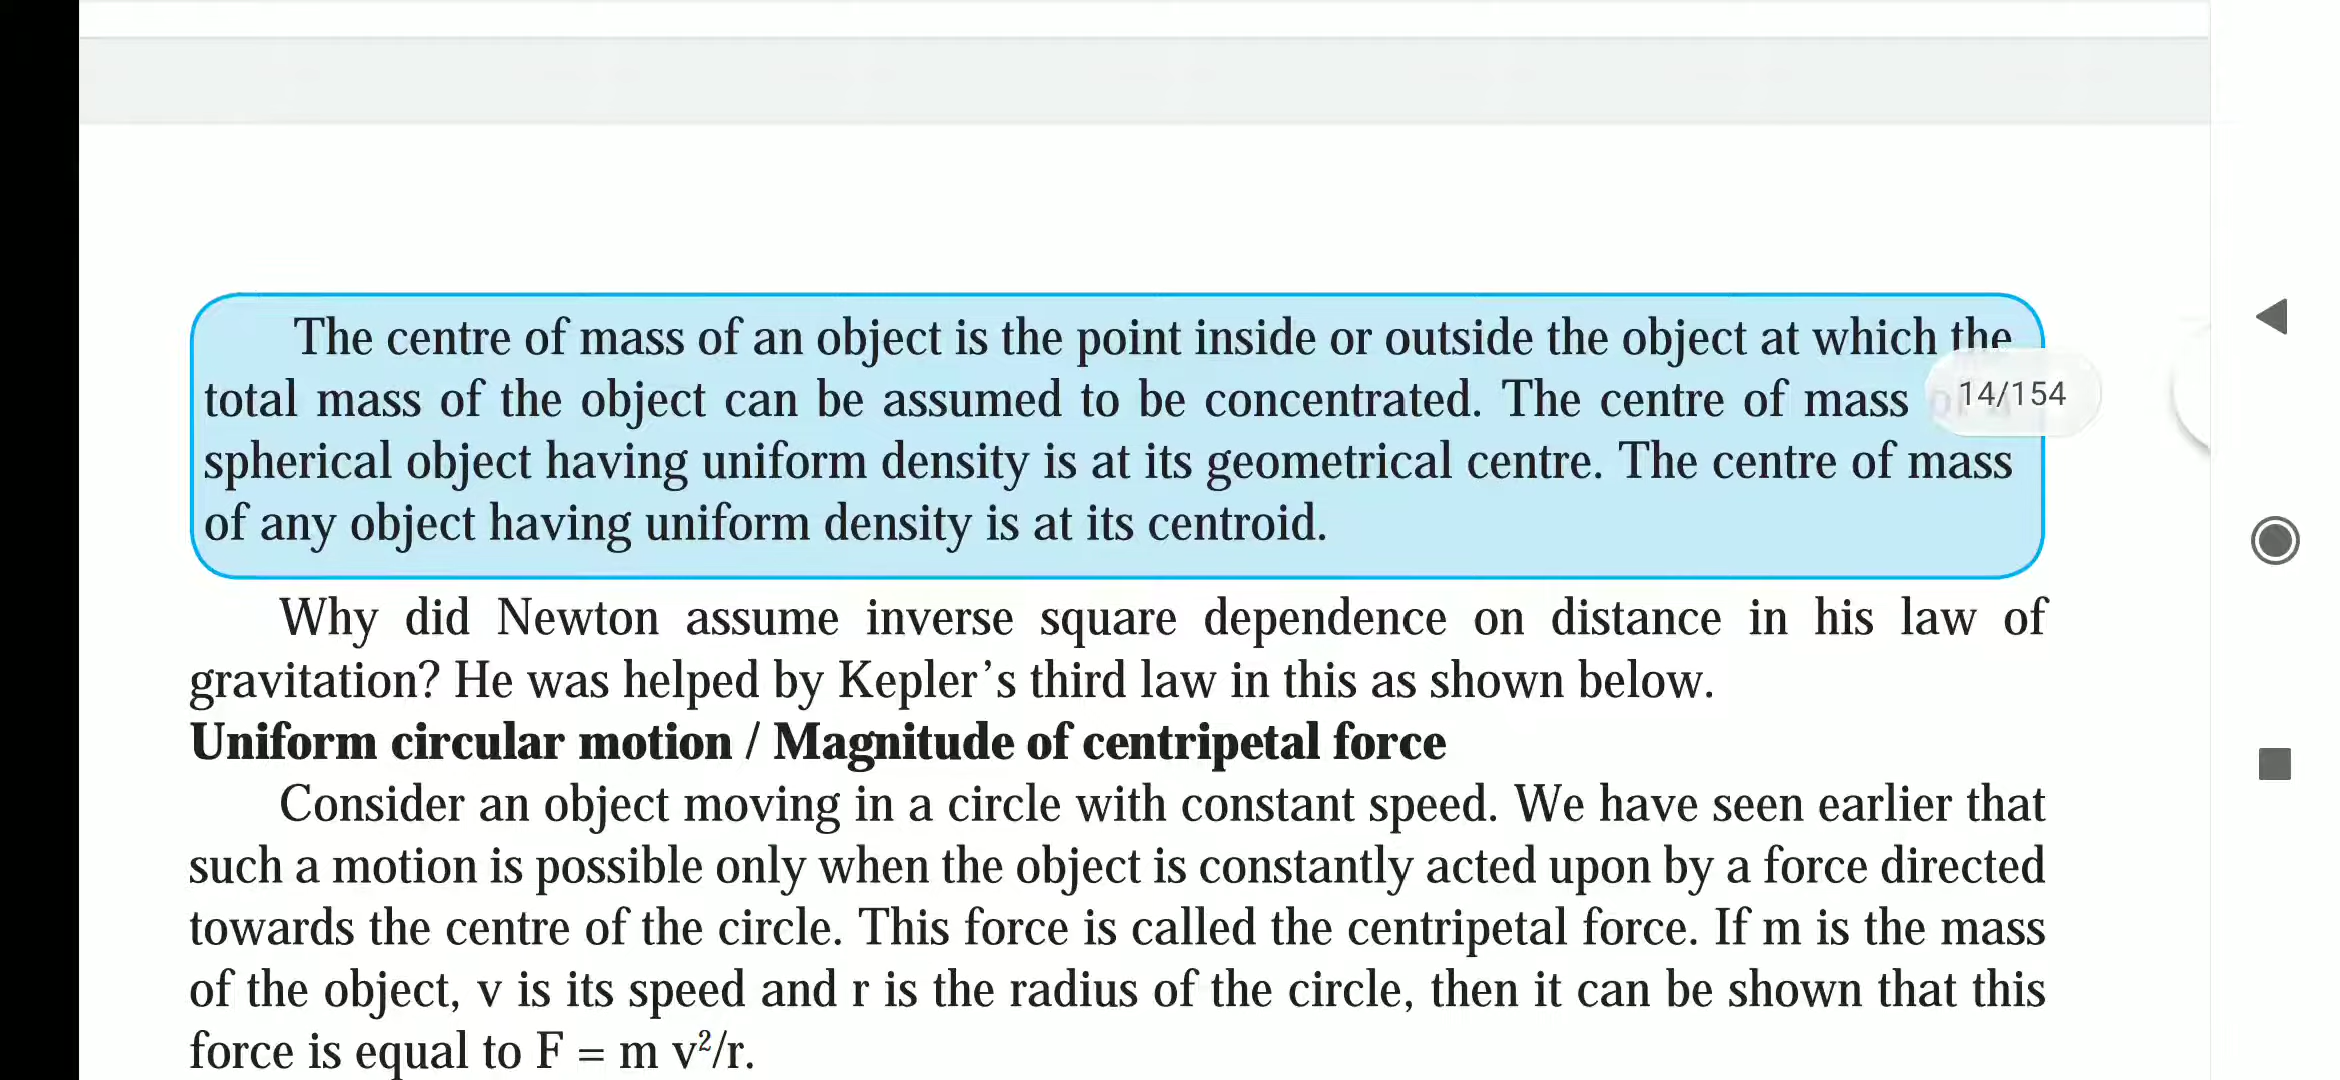 The centre of mass of an object is the point inside or outside the object at which the
total mass of the object can be assumed to be concentrated. The centre of mass
14/154
spherical object having uniform density is at its geometrical centre. The centre of mass
of any object having uniform density is at its centroid.
Why did Newton assume inverse square dependence on distance in his law of
gravitation? He was helped by Kepler’s third law in this as shown below.
Uniform circular motion / Magnitude of centripetal force
Consider an object moving in a circle with constant speed. We have seen earlier that
such a motion is possible only when the object is constantly acted upon by a force directed
towards the centre of the circle. This force is called the centripetal force. If m is the mass
of the object, v is its speed and r is the radius of the circle, then it can be shown that this
force is equal to F = m v²/r.